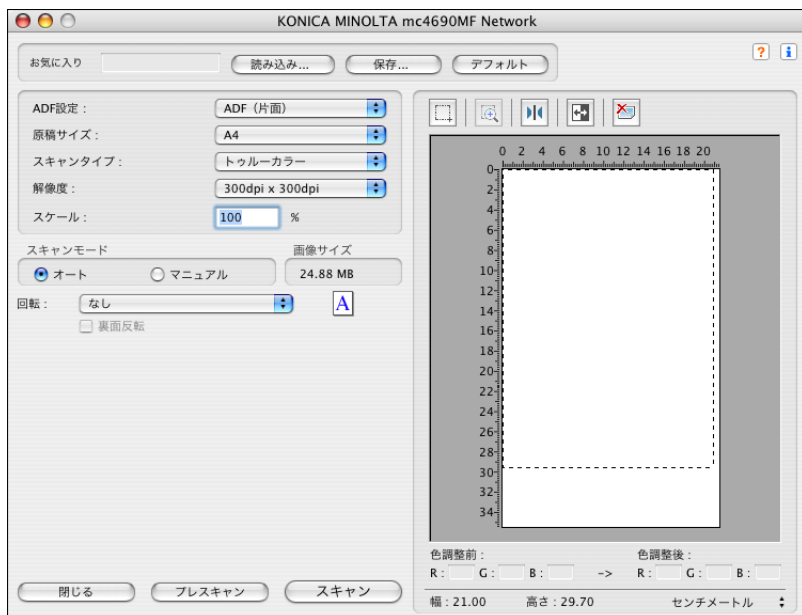 KONICA MINOLTA mc4690MF Network
お気に入り 読み込み... 保存... デフォルト ? i
ADF設定： ADF（片面）
原稿サイズ： A4
スキャンタイプ： トゥルーカラー
解像度： 300dpi x 300dpi
スケール： 100 %
スキャンモード 画像サイズ
オート マニュアル 24.88 MB
回転： なし A
裏面反転
閉じる プレスキャン スキャン
0 2 4 6 8 10 12 14 16 18 20
0
2
4
6
8
10
12
14
16
18
20
22
24
26
28
30
32
34
色調整前： 色調整後：
R： G： B： -> R： G： B：
幅：21.00 高さ：29.70 センチメートル